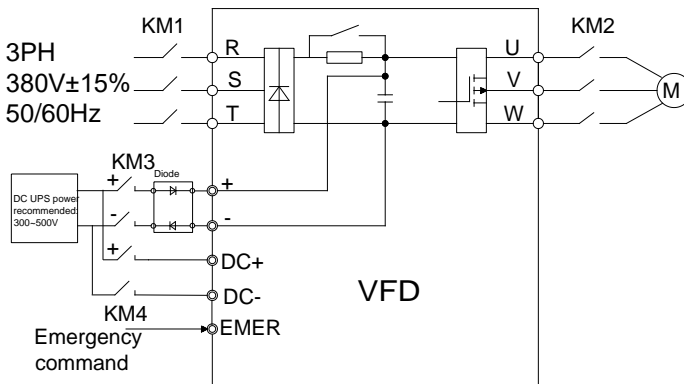 KM1
KM2
3PH
380V±15%
50/60Hz
R
S
T
U
V
W
M
KM3
Diode
+
-
+
-
DC UPS power
recommended:
300~500V
+
DC+
DC-
VFD
KM4
EMER
Emergency
command